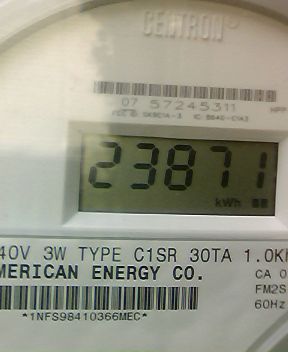 CENTRON
07 57245311
23871
kWh
40V 3W TYPE C1SR 30TA 1.0K
MERICAN ENERGY CO.
CA 0
FM2S
60Hz
*1NFS98410366MEC*